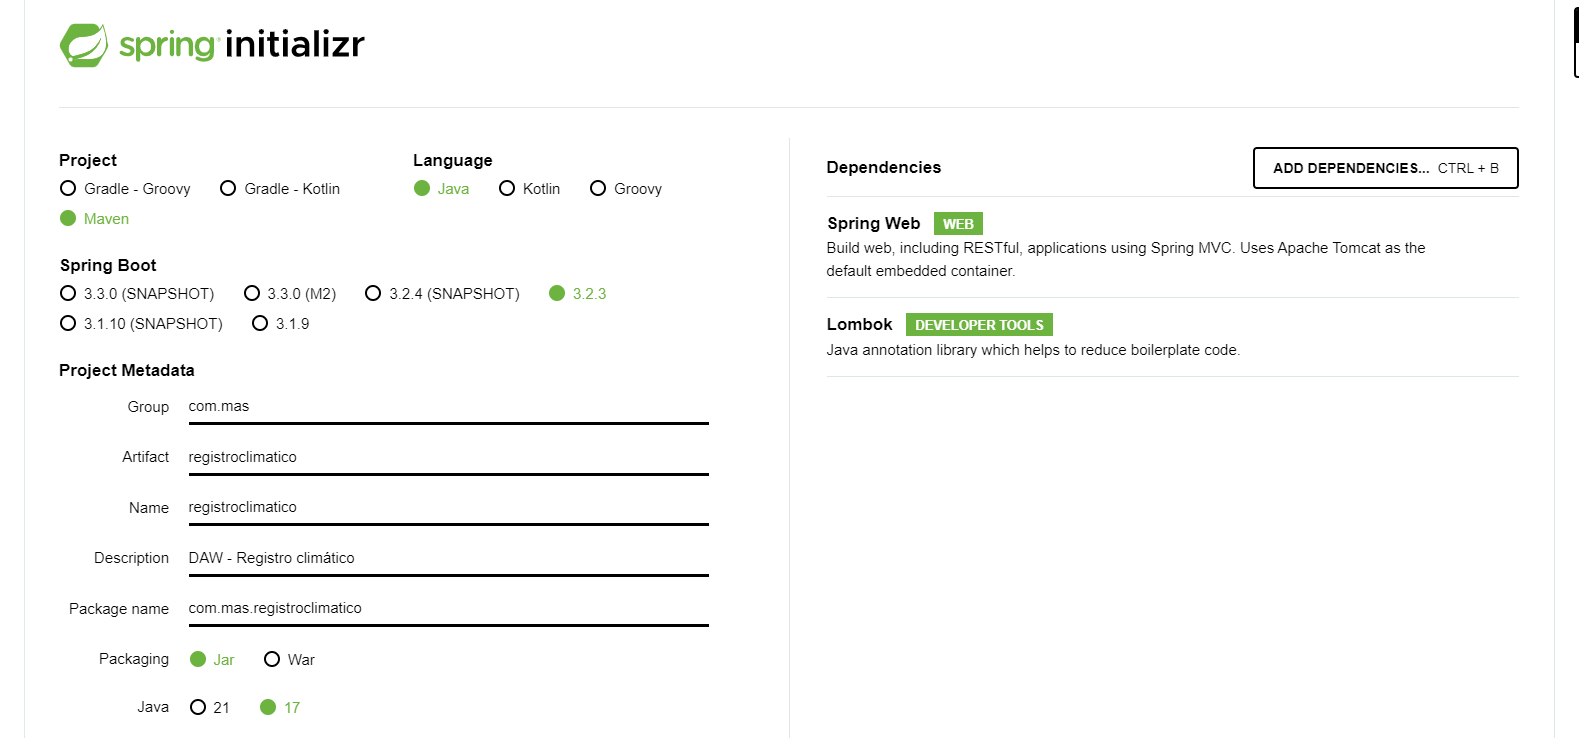 spring initializr
Project
Gradle - Groovy Gradle - Kotlin
Maven
Language
Java Kotlin Groovy
Spring Boot
3.3.0 (SNAPSHOT) 3.3.0 (M2) 3.2.4 (SNAPSHOT) 3.2.3
3.1.10 (SNAPSHOT) 3.1.9
Project Metadata
Group com.mas
Artifact registroclimatico
Name registroclimatico
Description DAW - Registro climático
Package name com.mas.registroclimatico
Packaging Jar War
Java 21 17
Dependencies
ADD DEPENDENCIES... CTRL + B
Spring Web WEB
Build web, including RESTful, applications using Spring MVC. Uses Apache Tomcat as the
default embedded container.
Lombok DEVELOPER TOOLS
Java annotation library which helps to reduce boilerplate code.